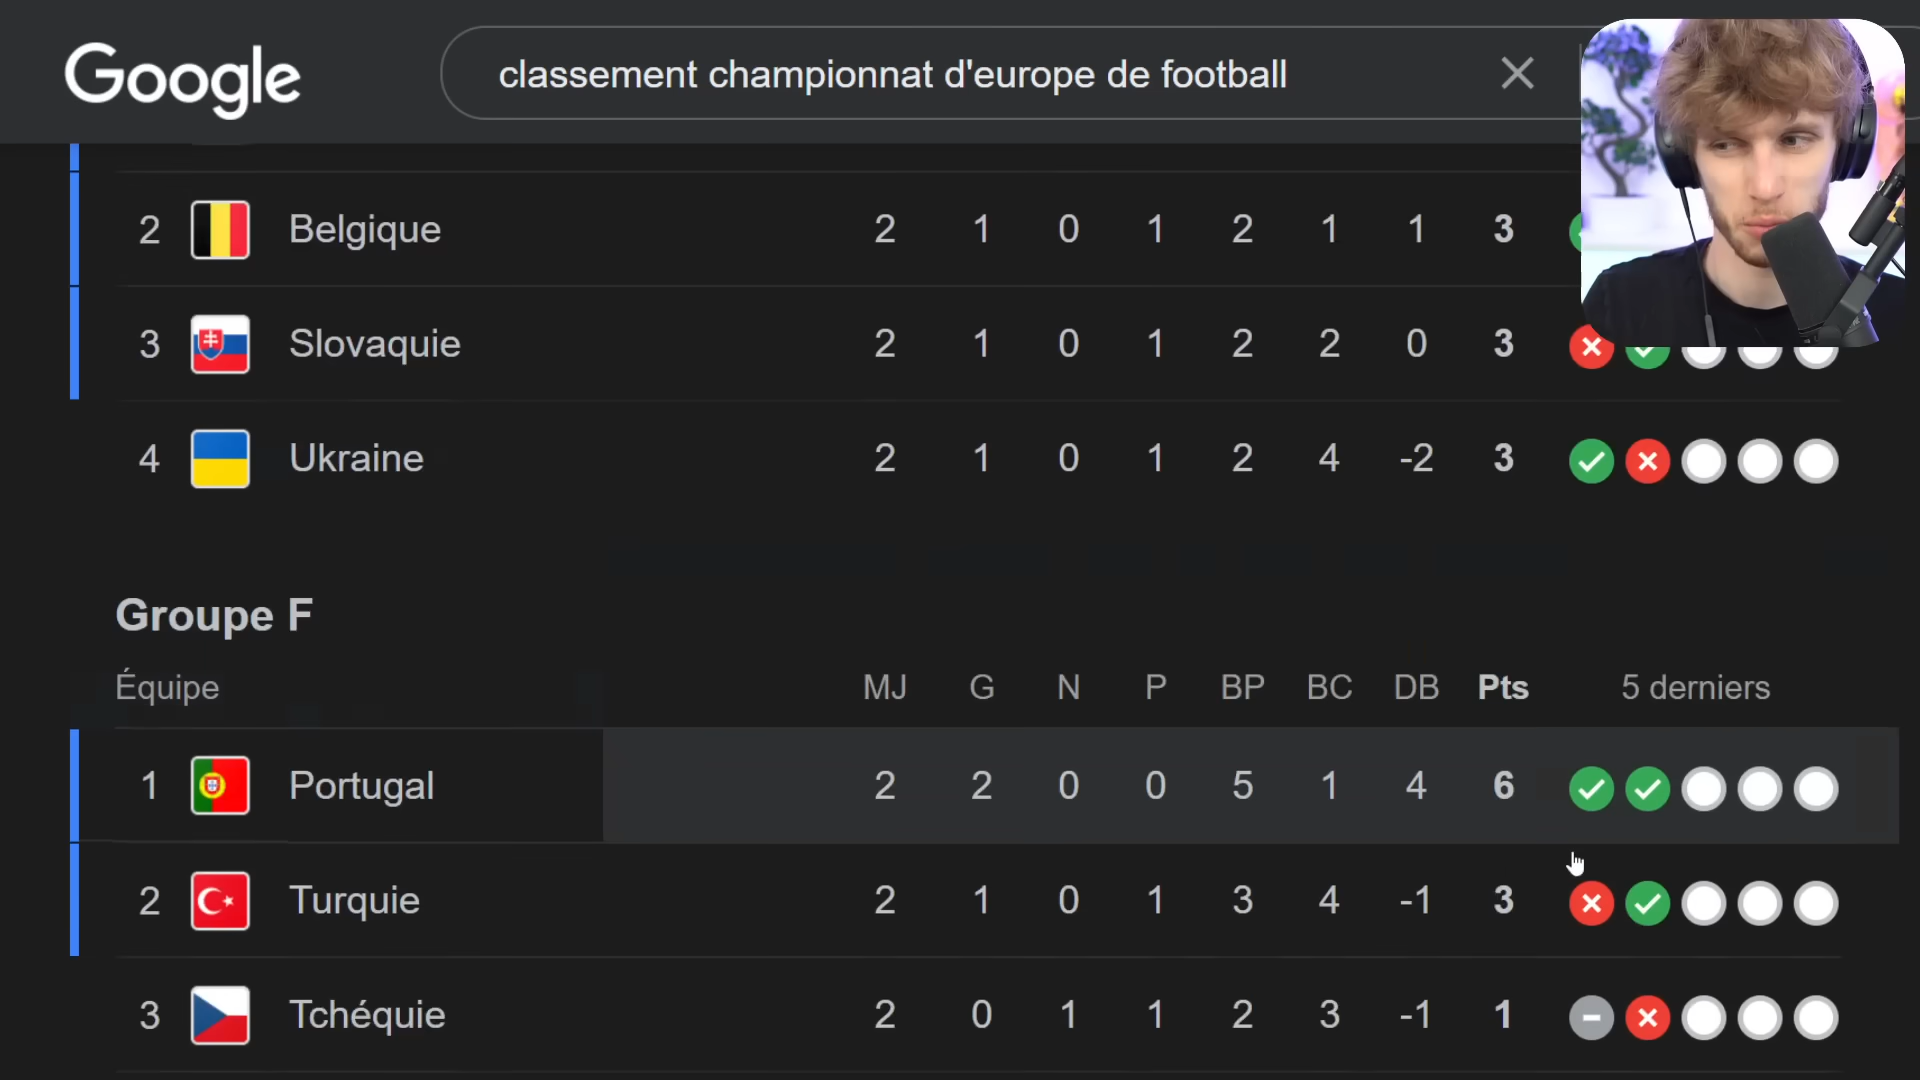 Google
classement championnat d'europe de football
2 Belgique 2 1 0 1 2 1 1 3
3 Slovaquie 2 1 0 1 2 2 0 3
4 Ukraine 2 1 0 1 2 4 -2 3
Groupe F
Équipe MJ G N P BP BC DB Pts 5 derniers
1 Portugal 2 2 0 0 5 1 4 6
2 Turquie 2 1 0 1 3 4 -1 3
3 Tchéquie 2 0 1 1 2 3 -1 1